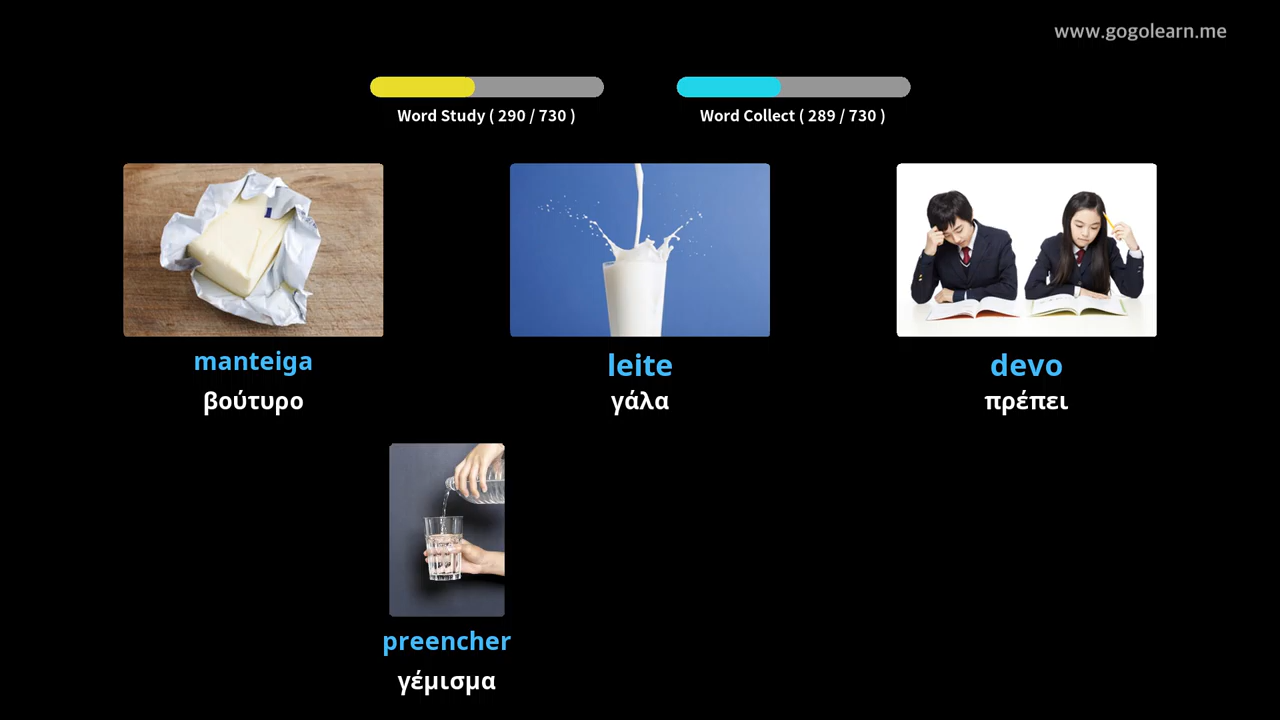 www.gogolearn.me
Word Study ( 290 / 730 )
Word Collect ( 289 / 730 )
manteiga
βούτυρο
leite
γάλα
devo
πρέπει
preencher
γέμισμα